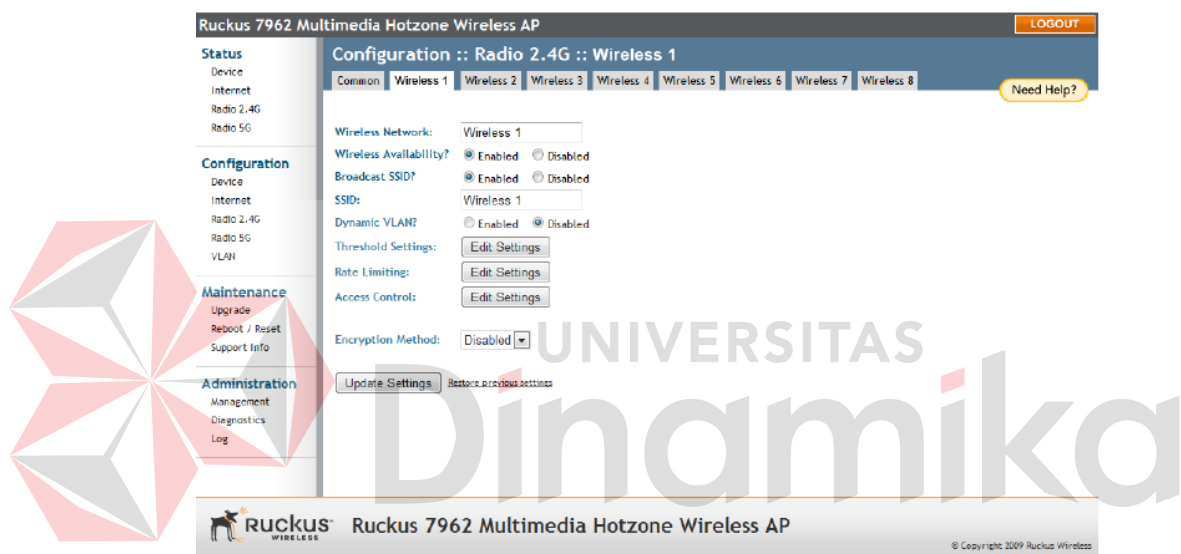 Ruckus 7962 Multimedia Hotzone Wireless AP
LOGOUT
Status
Device
Internet
Radio 2.4G
Radio 5G
Configuration
Device
Internet
Radio 2.4G
Radio 5G
VLAN
Maintenance
Upgrade
Reboot / Reset
Support Info
Administration
Management
Diagnostics
Log
Configuration :: Radio 2.4G :: Wireless 1
Common Wireless 1 Wireless 2 Wireless 3 Wireless 4 Wireless 5 Wireless 6 Wireless 7 Wireless 8
Need Help?
Wireless Network: Wireless 1
Wireless Availability? Enabled Disabled
Broadcast SSID? Enabled Disabled
SSID: Wireless 1
Dynamic VLAN? Enabled Disabled
Threshold Settings: Edit Settings
Rate Limiting: Edit Settings
Access Control: Edit Settings
Encryption Method: Disabled
Update Settings Restore previous settings
UNIVERSITAS
Dinamika
Ruckus WIRELESS
Ruckus 7962 Multimedia Hotzone Wireless AP
© Copyright 2009 Ruckus Wireless